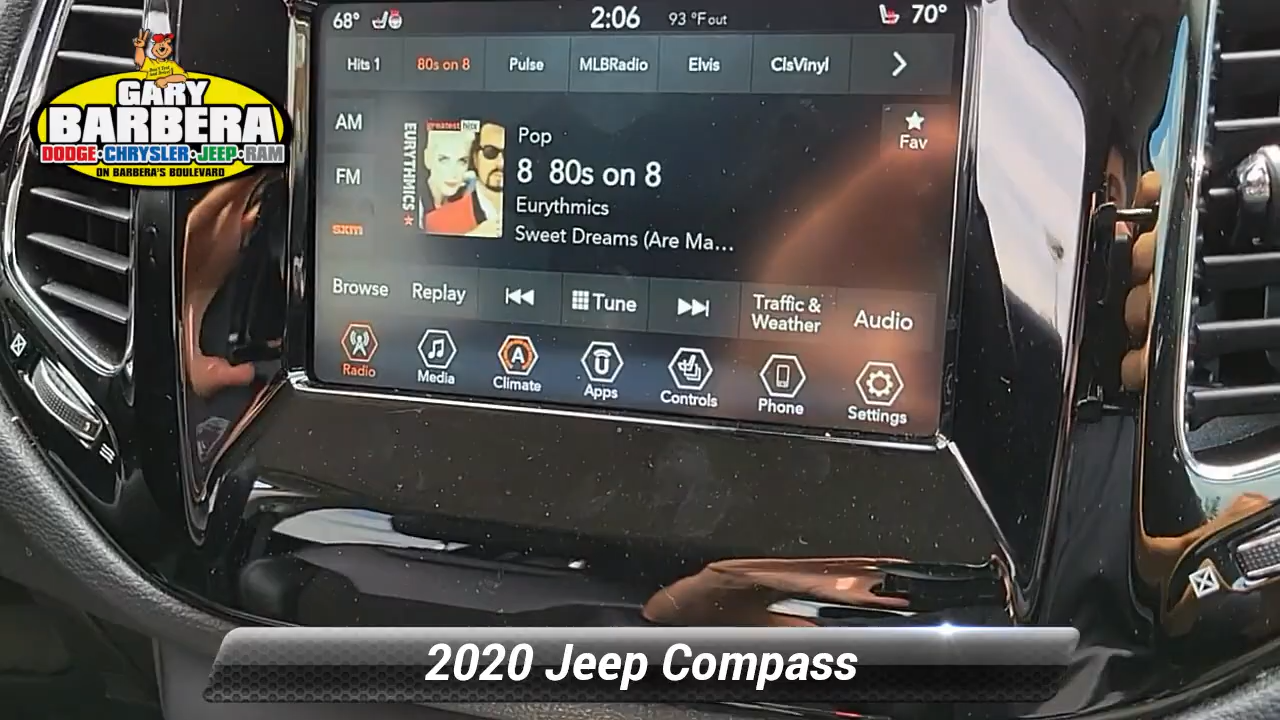 68° 2:06 93 °F out 70°
Hits 1 80s on 8 Pulse MLBRadio Elvis ClsVinyl
GARY
BARBERA
DODGE·CHRYSLER·JEEP·RAM
ON BARBERA'S BOULEVARD
AM
FM
sxm
greatest hits
EURYTHMICS
Pop
8 80s on 8
Eurythmics
Sweet Dreams (Are Ma...
Fav
Browse Replay Tune Traffic & Weather Audio
Radio Media Climate Apps Controls Phone Settings
2020 Jeep Compass